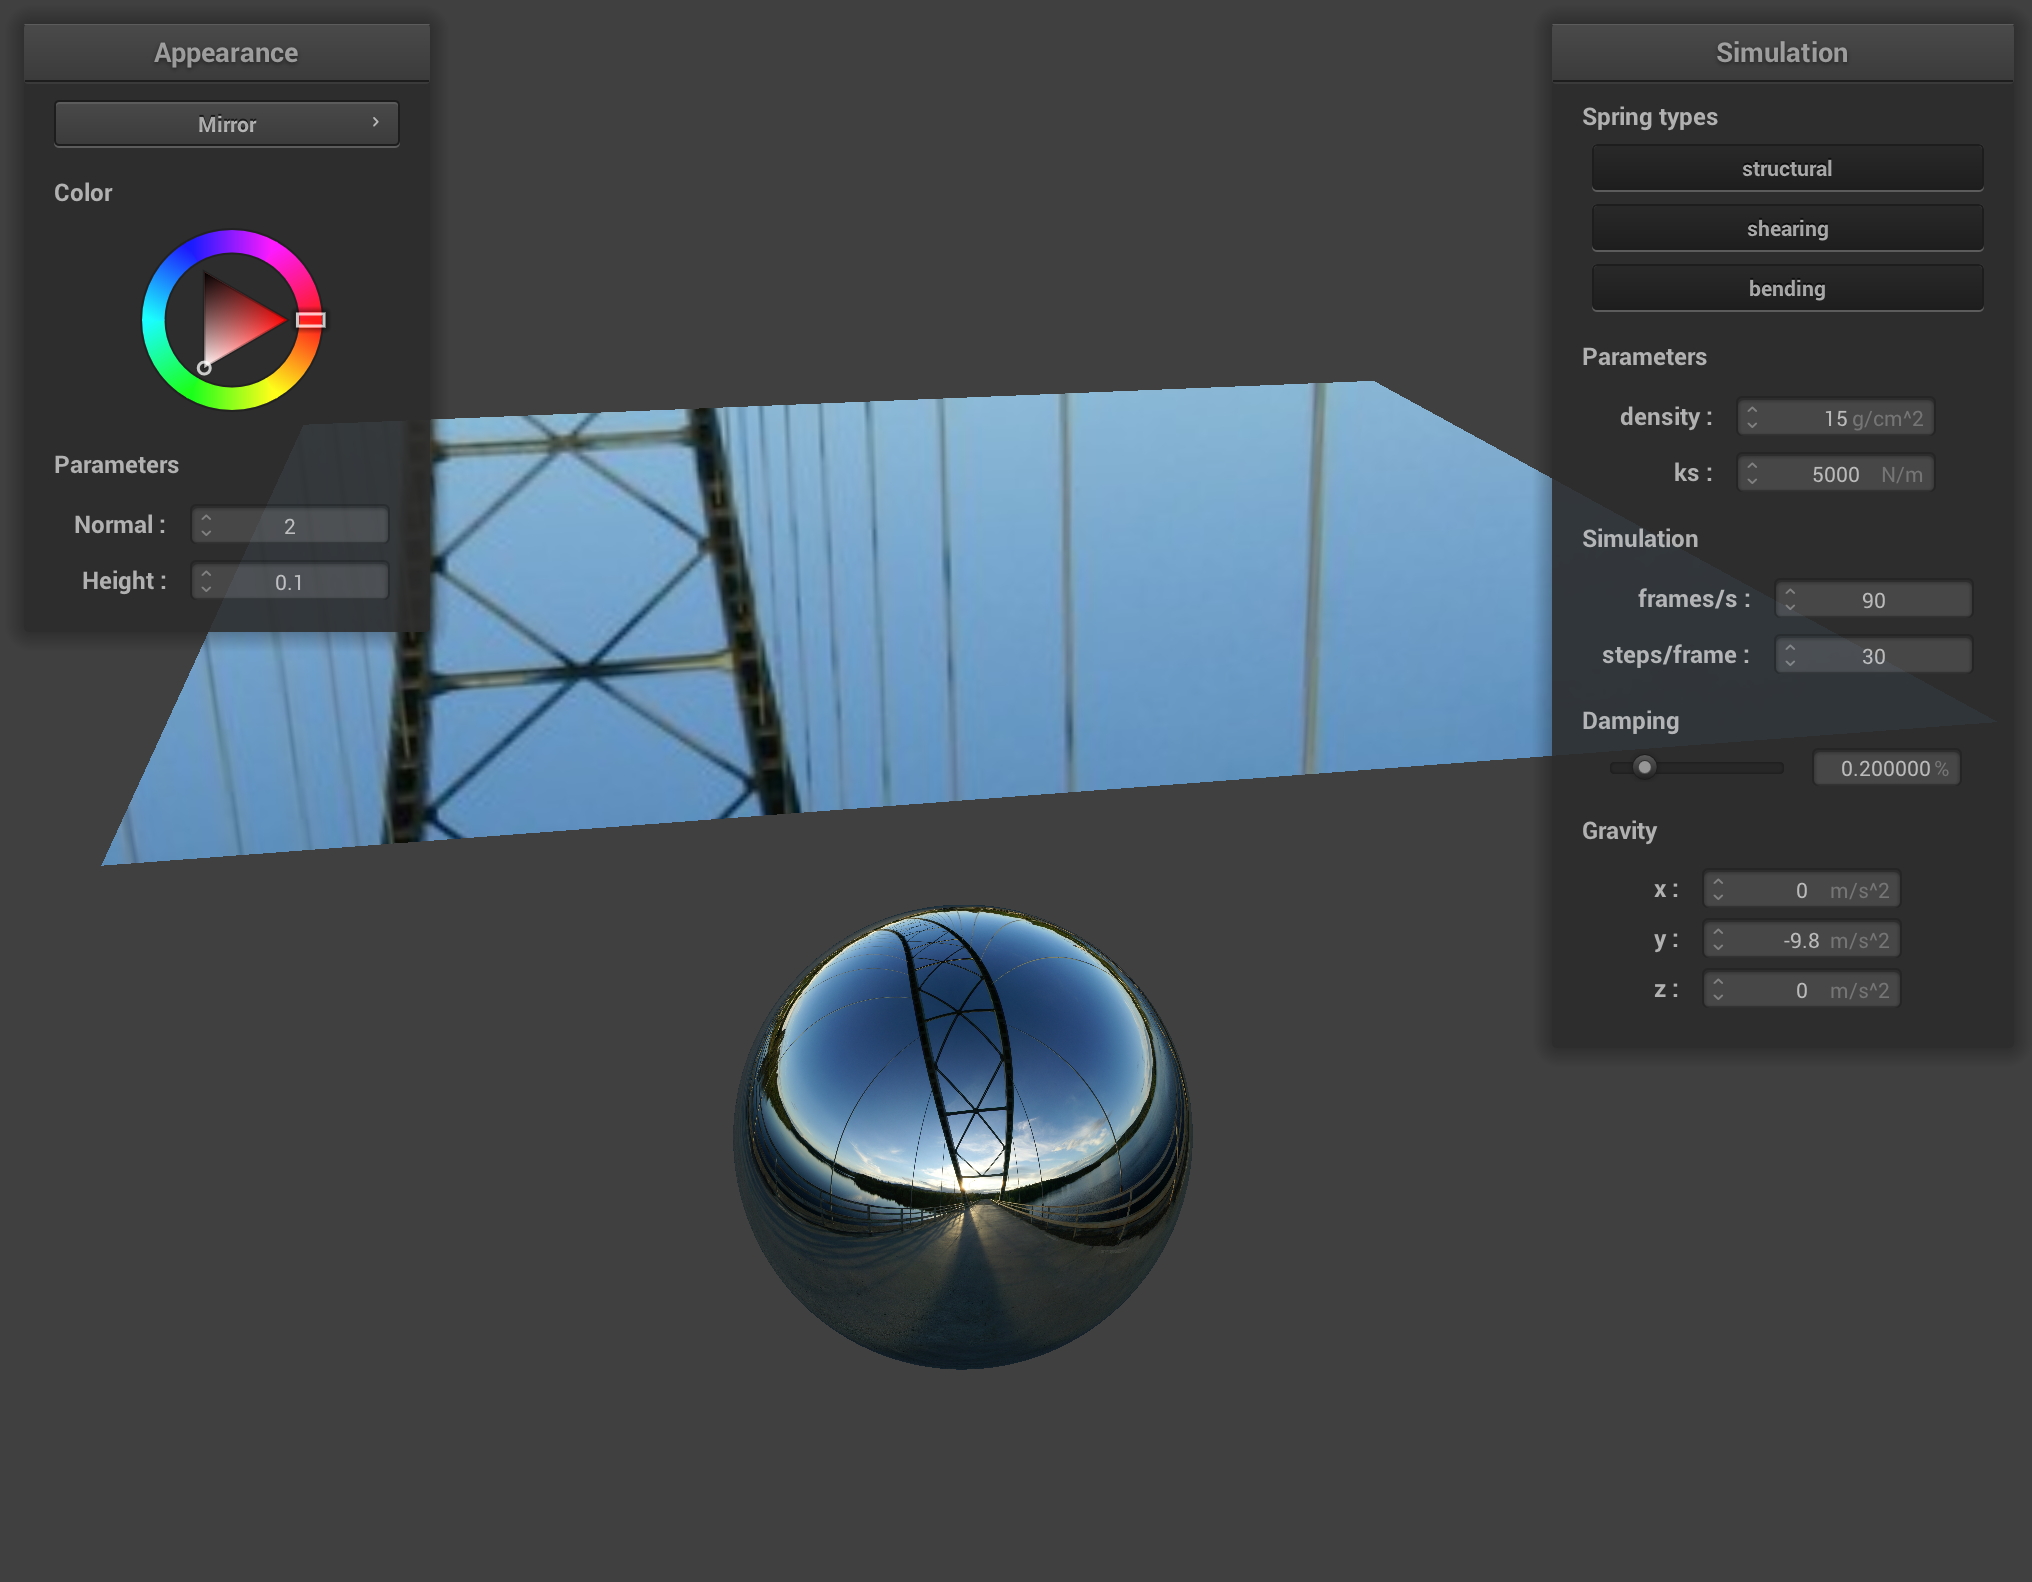 Appearance
Mirror
Color
Parameters
Normal : 2
Height : 0.1
Simulation
Spring types
structural
shearing
bending
Parameters
density : 15 g/cm^2
ks : 5000 N/m
Simulation
frames/s : 90
steps/frame : 30
Damping
0.200000 %
Gravity
x : 0 m/s^2
y : -9.8 m/s^2
z : 0 m/s^2